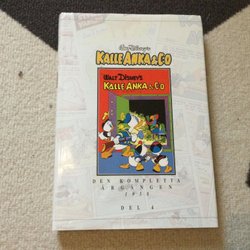 Walt Disney's
KALLE ANKA & C:O
WALT DISNEY'S
KALLE ANKA & C:O
DEN KOMPLETTA
ÅRGÅNGEN
DEL 4